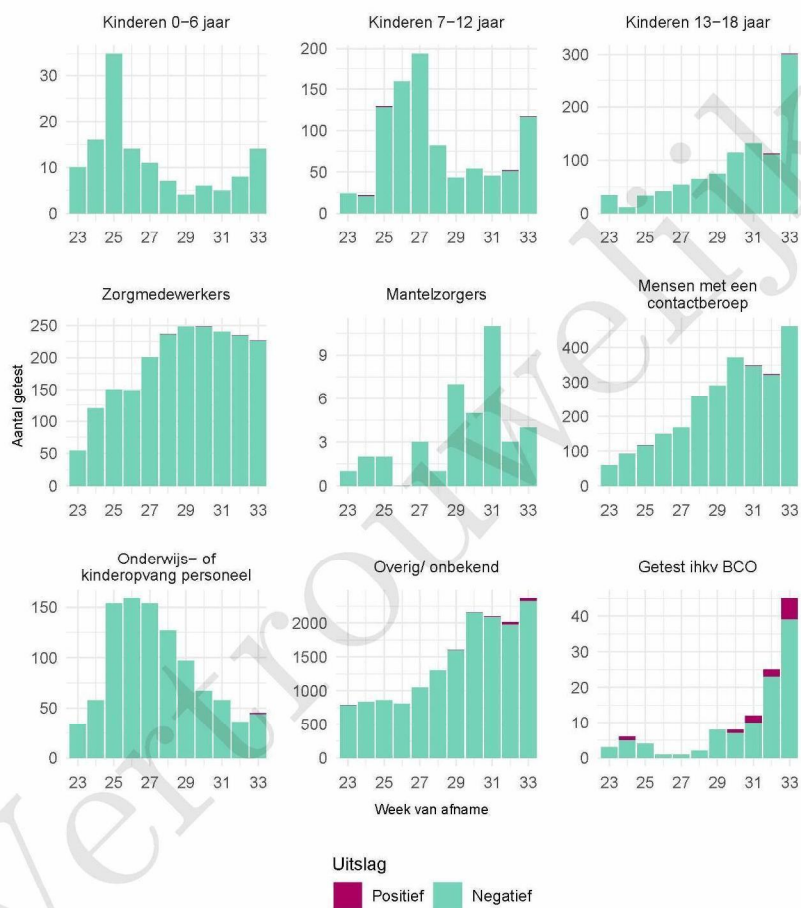 Kinderen 0–6 jaar
Kinderen 7–12 jaar
Kinderen 13–18 jaar
30
20
10
0
23 25 27 29 31 33
200
150
100
50
0
23 25 27 29 31 33
300
200
100
0
23 25 27 29 31 33
Aantal getest
Zorgmedewerkers
Mantelzorgers
Mensen met een
contactberoep
250
200
150
100
50
0
23 25 27 29 31 33
9
6
3
0
23 25 27 29 31 33
400
300
200
100
0
23 25 27 29 31 33
Onderwijs– of
kinderopvang personeel
Overig/ onbekend
Getest ihkv BCO
150
100
50
0
23 25 27 29 31 33
2000
1500
1000
500
0
23 25 27 29 31 33
40
30
20
10
0
23 25 27 29 31 33
Week van afname
Uitslag
Positief Negatief
Vertrouwelijk